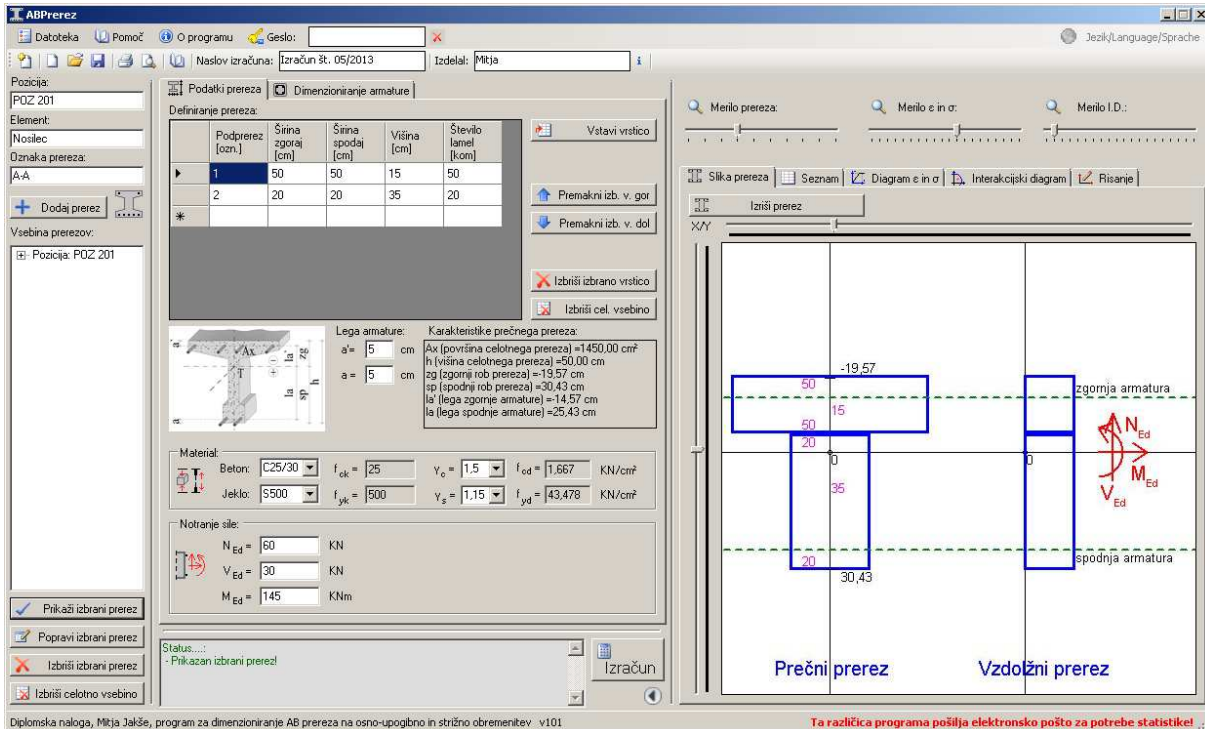 ABPrerez
Datoteka Pomoč O programu Geslo: Jezik/Language/Sprache
Naslov izračuna: Izračun št. 05/2013 Izdelal: Mitja
Pozicija:
POZ 201
Element:
Nosilec
Oznaka prereza:
A-A
Dodaj prerez
Vsebina prerezov:
Pozicija: POZ 201
Prikaži izbrani prerez
Popravi izbrani prerez
Izbriši izbrani prerez
Izbriši celotno vsebino
Podatki prereza Dimenzioniranje armature
Definiranje prereza:
Podprerez [ozn.] Širina zgoraj [cm] Širina spodaj [cm] Višina [cm] Število lamel [kom]
1 50 50 15 50
2 20 20 35 20
Vstavi vrstico
Premakni izb. v. gor
Premakni izb. v. dol
Izbriši izbrano vrstico
Izbriši cel. vsebino
a' Ax T la' zg la sp h a
Lega armature:
a'= 5 cm
a = 5 cm
Karakteristike prečnega prereza:
Ax (površina celotnega prereza) =1450,00 cm²
h (višina celotnega prereza) =50,00 cm
zg (zgornji rob prereza) =-19,57 cm
sp (spodnji rob prereza) =30,43 cm
la' (lega zgornje armature) =-14,57 cm
la (lega spodnje armature) =25,43 cm
Material:
Beton: C25/30 f ck = 25 γ c = 1,5 f cd = 1,667 KN/cm²
Jeklo: S500 f yk = 500 γ s = 1,15 f yd = 43,478 KN/cm²
Notranje sile:
N Ed = 60 KN
V Ed = 30 KN
M Ed = 145 KNm
Status....:
- Prikazan izbrani prerez!
Izračun
Merilo prereza: Merilo ε in σ: Merilo I.D.:
Slika prereza Seznam Diagram ε in σ Interakcijski diagram Risanje
Izriši prerez
X/Y
-19,57
50
zgornja armatura
15
50
20
0 0
N Ed
M Ed
V Ed
35
20
spodnja armatura
30,43
Prečni prerez Vzdolžni prerez
Diplomska naloga, Mitja Jakše, program za dimenzioniranje AB prereza na osno-upogibno in strižno obremenitev v101
Ta različica programa pošilja elektronsko pošto za potrebe statistike!